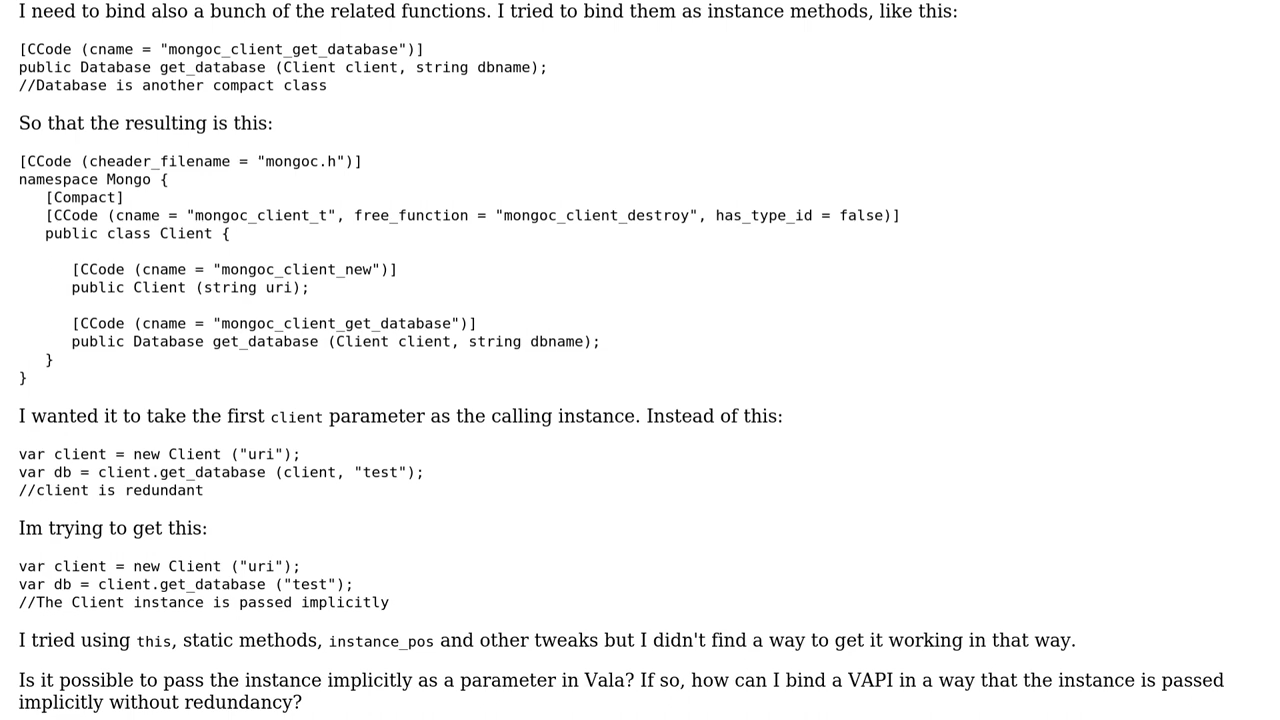 I need to bind also a bunch of the related functions. I tried to bind them as instance methods, like this:
[CCode (cname = "mongoc_client_get_database")]
public Database get_database (Client client, string dbname);
//Database is another compact class
So that the resulting is this:
[CCode (cheader_filename = "mongoc.h")]
namespace Mongo {
   [Compact]
   [CCode (cname = "mongoc_client_t", free_function = "mongoc_client_destroy", has_type_id = false)]
   public class Client {
      [CCode (cname = "mongoc_client_new")]
      public Client (string uri);
      [CCode (cname = "mongoc_client_get_database")]
      public Database get_database (Client client, string dbname);
   }
}
I wanted it to take the first client parameter as the calling instance. Instead of this:
var client = new Client ("uri");
var db = client.get_database (client, "test");
//client is redundant
Im trying to get this:
var client = new Client ("uri");
var db = client.get_database ("test");
//The Client instance is passed implicitly
I tried using this, static methods, instance_pos and other tweaks but I didn't find a way to get it working in that way.
Is it possible to pass the instance implicitly as a parameter in Vala? If so, how can I bind a VAPI in a way that the instance is passed
implicitly without redundancy?